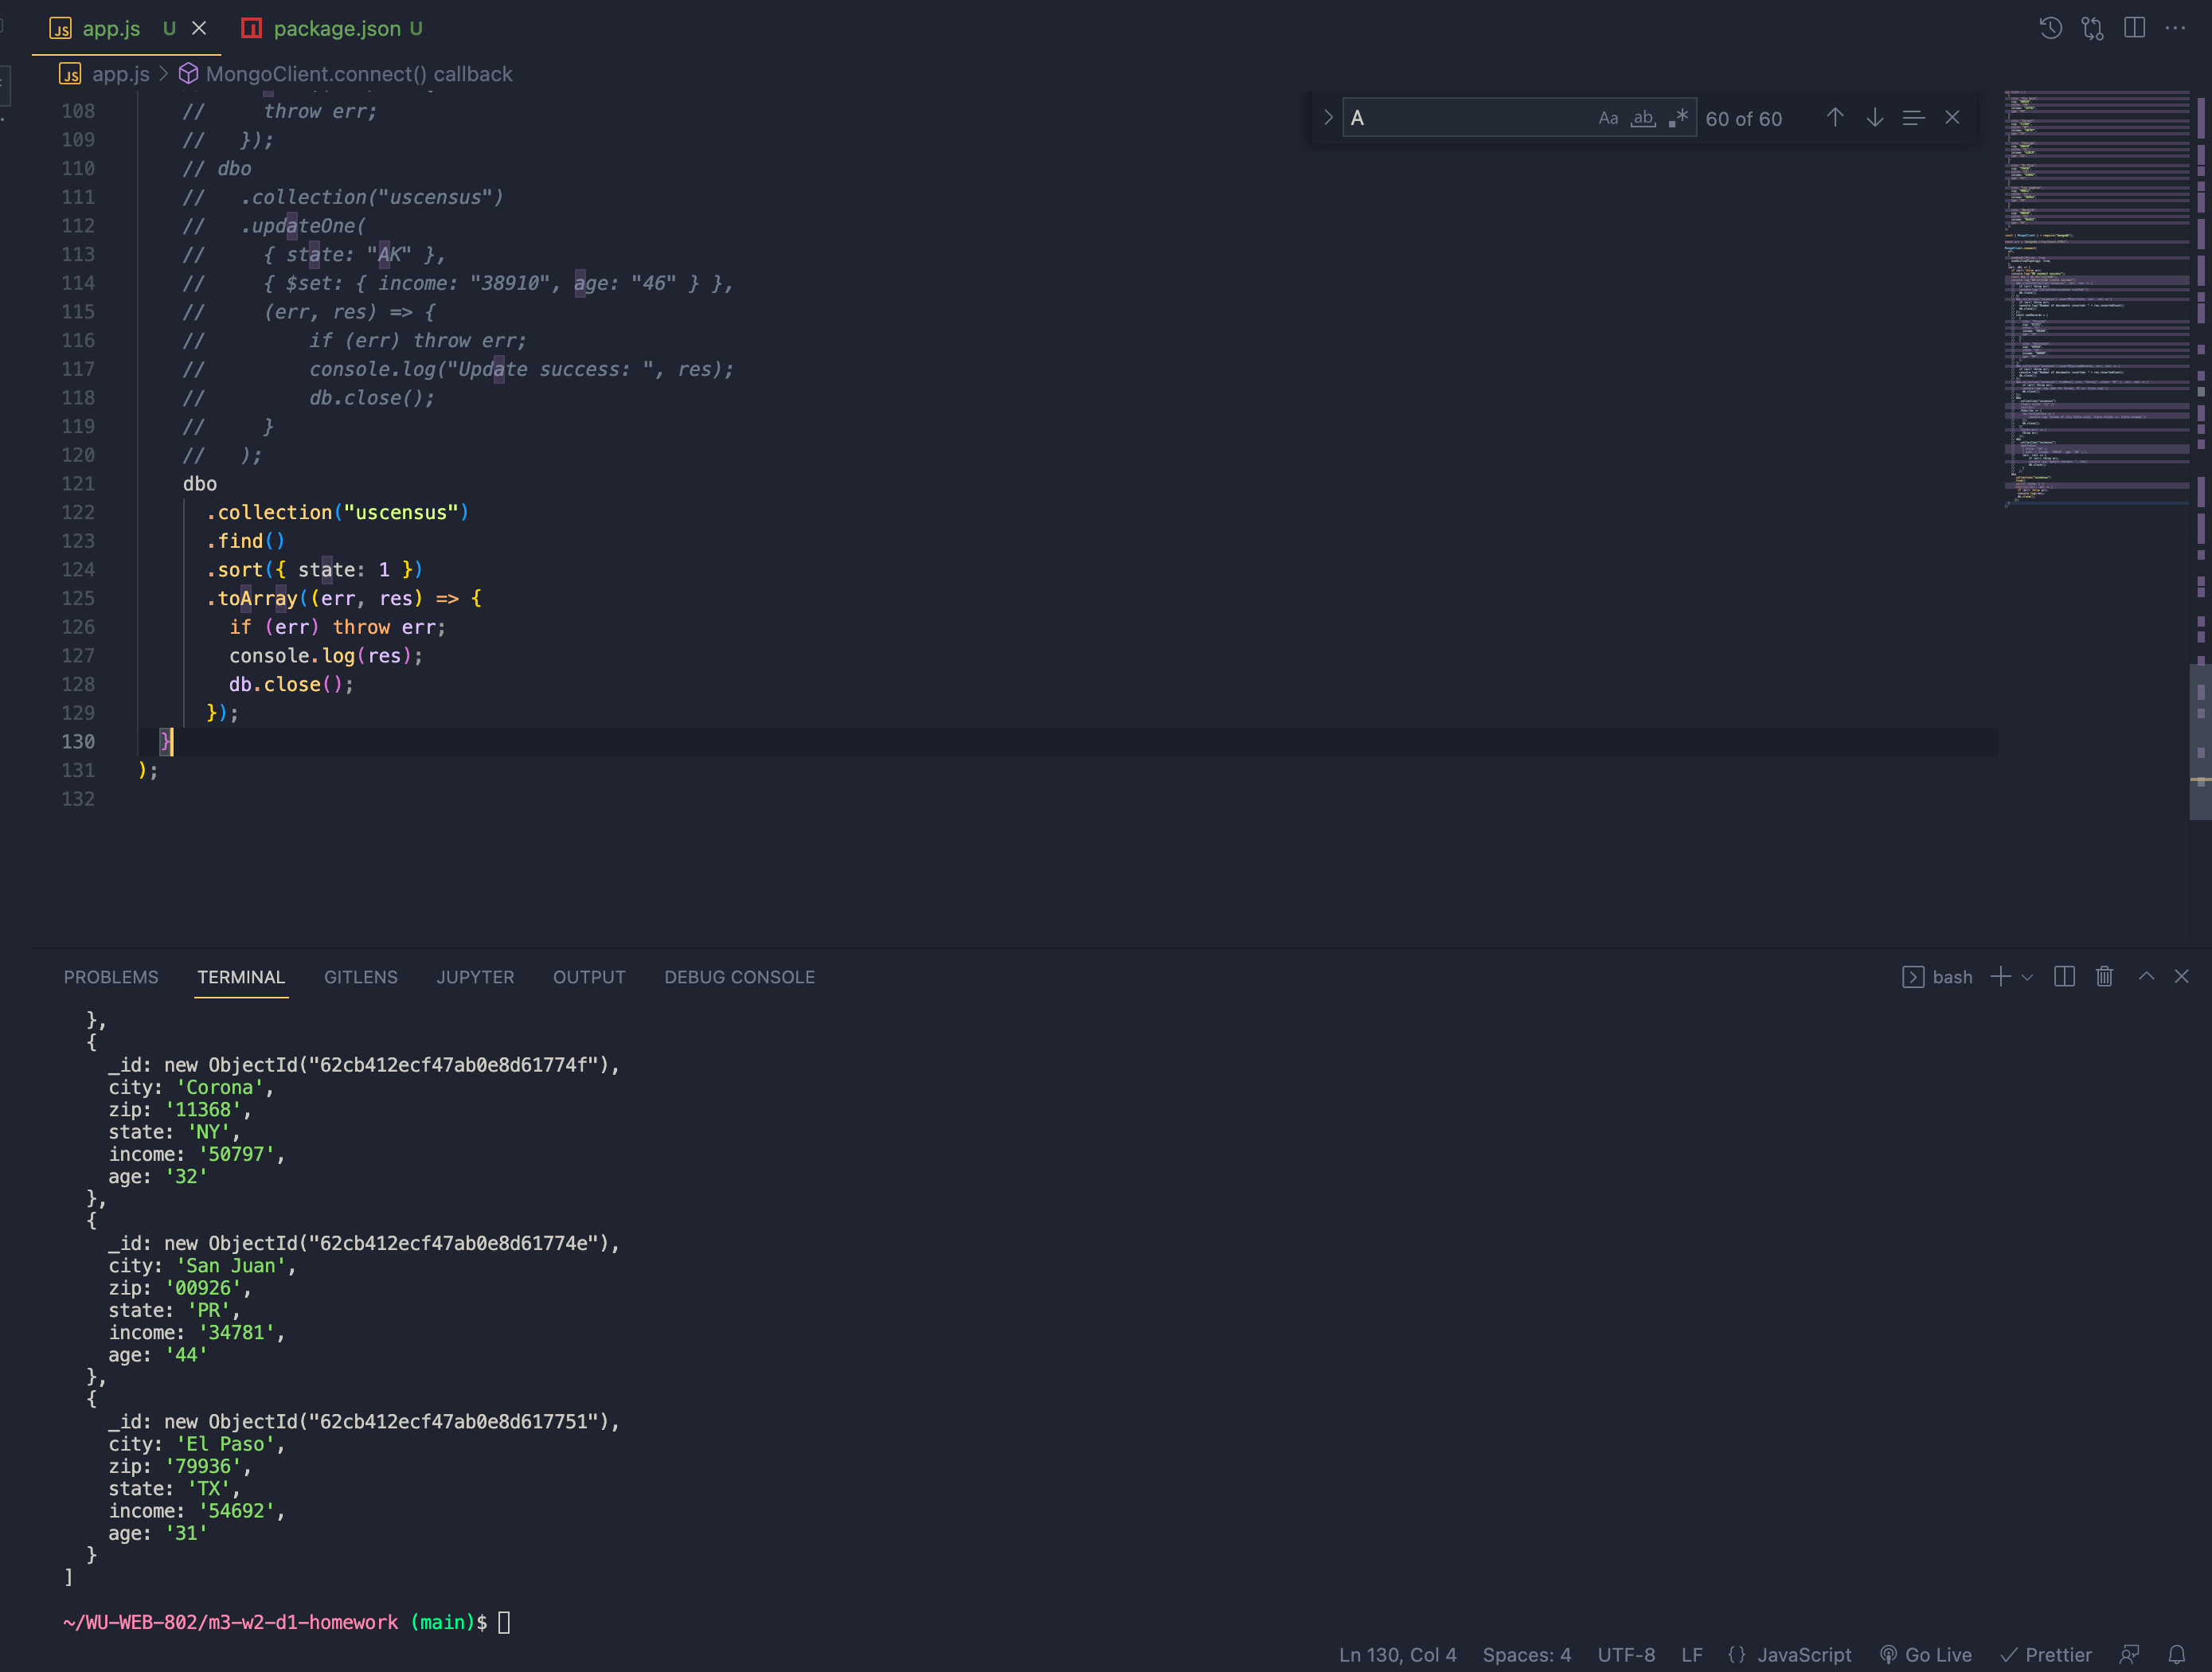 JS app.js U
package.json U
JS app.js > MongoClient.connect() callback
A Aa ab 60 of 60
108 //     throw err;
109 //   });
110 // dbo
111 //   .collection("uscensus")
112 //   .updateOne(
113 //     { state: "AK" },
114 //     { $set: { income: "38910", age: "46" } },
115 //     (err, res) => {
116 //         if (err) throw err;
117 //         console.log("Update success: ", res);
118 //         db.close();
119 //     }
120 //   );
121 dbo
122   .collection("uscensus")
123   .find()
124   .sort({ state: 1 })
125   .toArray((err, res) => {
126     if (err) throw err;
127     console.log(res);
128     db.close();
129   });
130 }
131 );
132
PROBLEMS TERMINAL GITLENS JUPYTER OUTPUT DEBUG CONSOLE bash
  },
  {
    _id: new ObjectId("62cb412ecf47ab0e8d61774f"),
    city: 'Corona',
    zip: '11368',
    state: 'NY',
    income: '50797',
    age: '32'
  },
  {
    _id: new ObjectId("62cb412ecf47ab0e8d61774e"),
    city: 'San Juan',
    zip: '00926',
    state: 'PR',
    income: '34781',
    age: '44'
  },
  {
    _id: new ObjectId("62cb412ecf47ab0e8d617751"),
    city: 'El Paso',
    zip: '79936',
    state: 'TX',
    income: '54692',
    age: '31'
  }
]
~/WU-WEB-802/m3-w2-d1-homework (main)$
Ln 130, Col 4 Spaces: 4 UTF-8 LF {} JavaScript Go Live Prettier